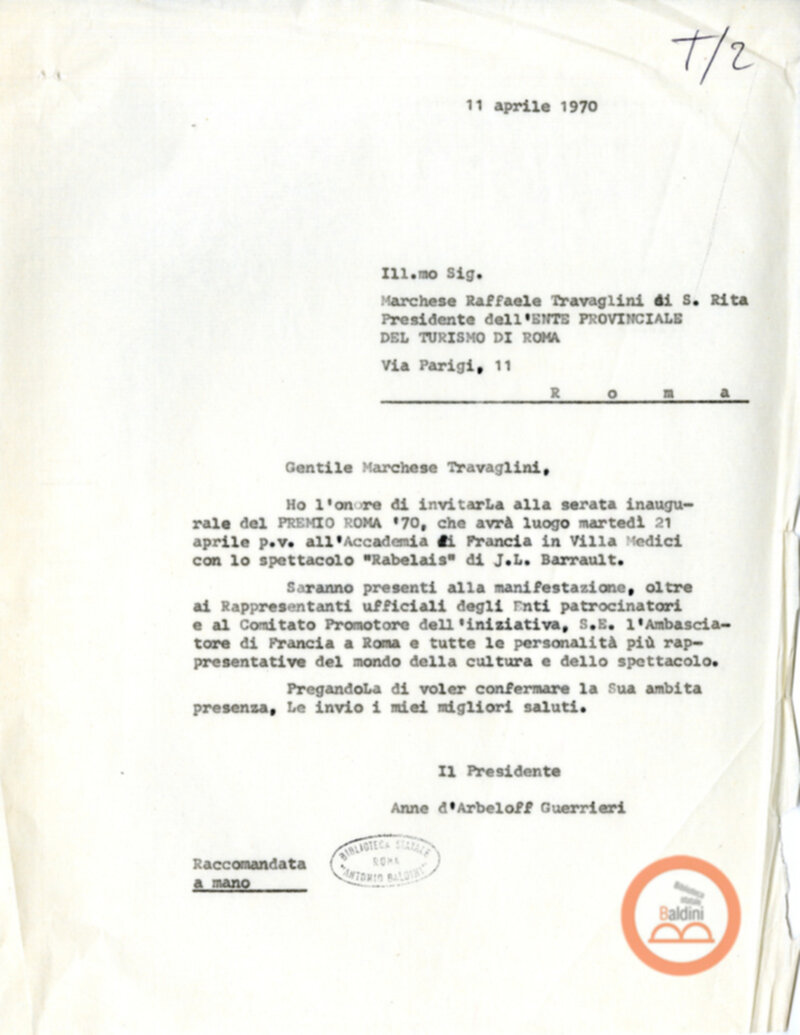 T/2
11 aprile 1970
Ill.mo Sig.
Marchese Raffaele Travaglini di S. Rita
Presidente dell'ENTE PROVINCIALE
DEL TURISMO DI ROMA
Via Parigi, 11
R o m a
Gentile Marchese Travaglini,
Ho l'onore di invitarLa alla serata inaugu-
rale del PREMIO ROMA '70, che avrà luogo martedì 21
aprile p.v. all'Accademia di Francia in Villa Medici
con lo spettacolo "Rabelais" di J.L. Barrault.
Saranno presenti alla manifestazione, oltre
ai Rappresentanti ufficiali degli Enti patrocinatori
e al Comitato Promotore dell'iniziativa, S.E. l'Ambascia-
tore di Francia a Roma e tutte le personalità più rap-
presentative del mondo della cultura e dello spettacolo.
PregandoLa di voler confermare la Sua ambita
presenza, Le invio i miei migliori saluti.
Il Presidente
Anne d'Arbeloff Guerrieri
Raccomandata
a mano
BIBLIOTECA STATALE
ROMA
"ANTONIO BALDINI"
Biblioteca
statale
Baldini